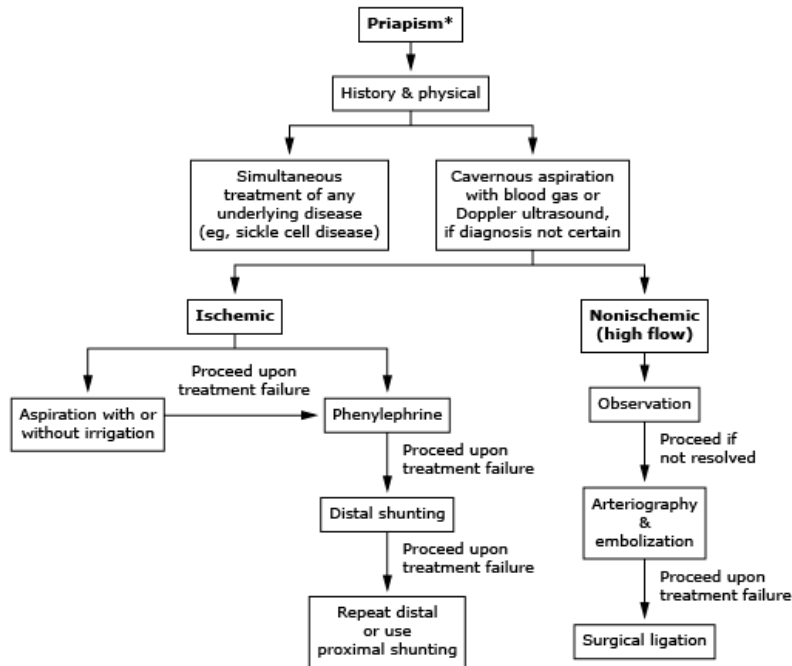 Priapism*
History & physical
Simultaneous
treatment of any
underlying disease
(eg, sickle cell disease)
Cavernous aspiration
with blood gas or
Doppler ultrasound,
if diagnosis not certain
Ischemic
Nonischemic
(high flow)
Proceed upon
treatment failure
Aspiration with or
without irrigation
Phenylephrine
Observation
Proceed upon
treatment failure
Proceed if
not resolved
Distal shunting
Arteriography
&
embolization
Proceed upon
treatment failure
Proceed upon
treatment failure
Repeat distal
or use
proximal shunting
Surgical ligation